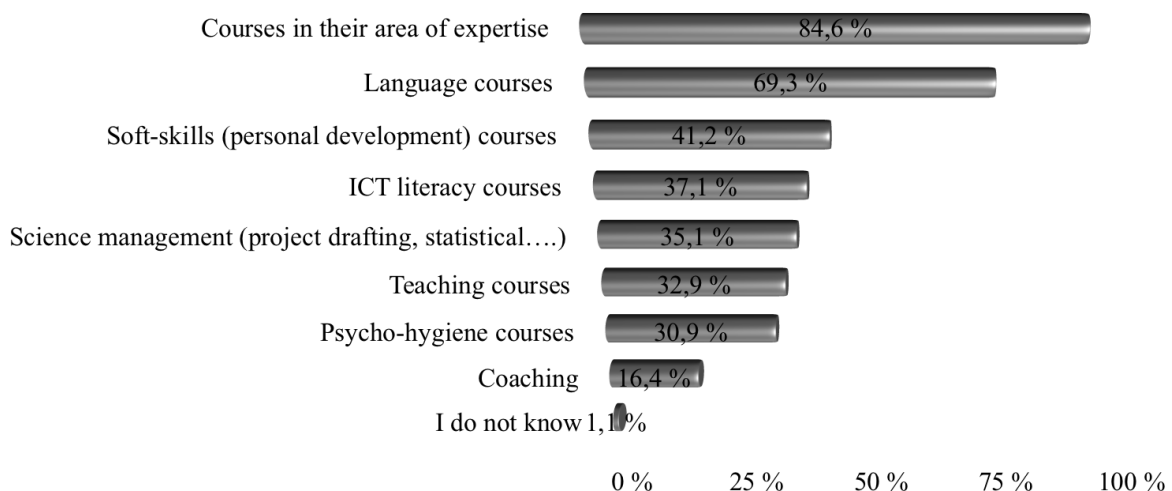 Courses in their area of expertise 84,6 %
Language courses 69,3 %
Soft-skills (personal development) courses 41,2 %
ICT literacy courses 37,1 %
Science management (project drafting, statistical….) 35,1 %
Teaching courses 32,9 %
Psycho-hygiene courses 30,9 %
Coaching 16,4 %
I do not know 1,1 %
0 % 25 % 50 % 75 % 100 %